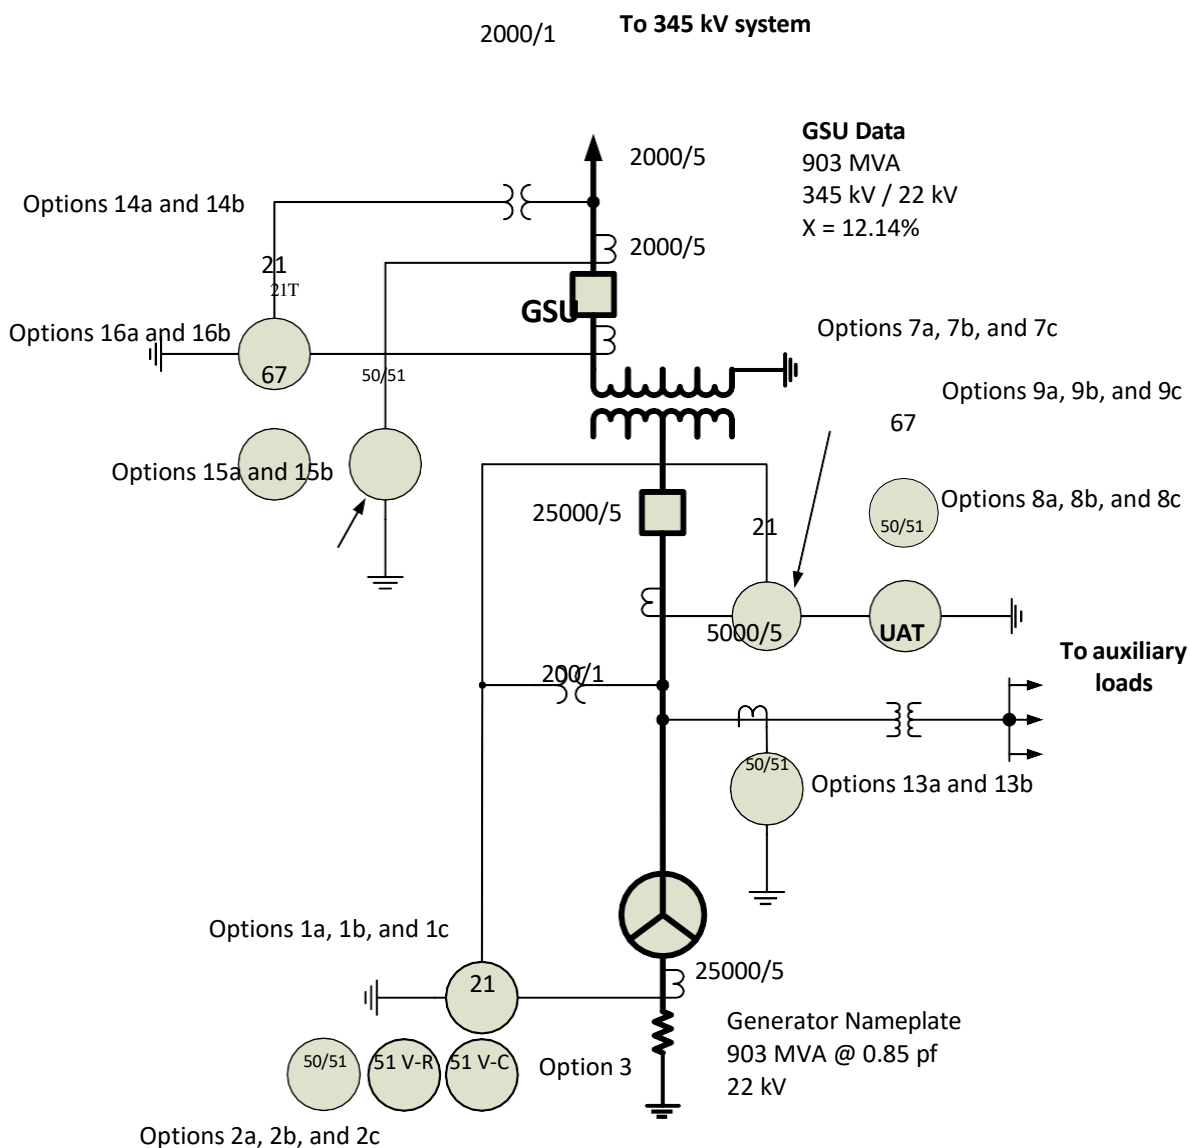 2000/1
To 345 kV system
GSU Data
903 MVA
345 kV / 22 kV
X = 12.14%
2000/5
Options 14a and 14b
2000/5
21
21T
GSU
Options 16a and 16b
Options 7a, 7b, and 7c
67
50/51
Options 9a, 9b, and 9c
67
Options 15a and 15b
Options 8a, 8b, and 8c
25000/5
21
50/51
5000/5
UAT
To auxiliary
loads
200/1
50/51
Options 13a and 13b
Options 1a, 1b, and 1c
25000/5
21
Generator Nameplate
903 MVA @ 0.85 pf
22 kV
50/51
51 V-R
51 V-C
Option 3
Options 2a, 2b, and 2c